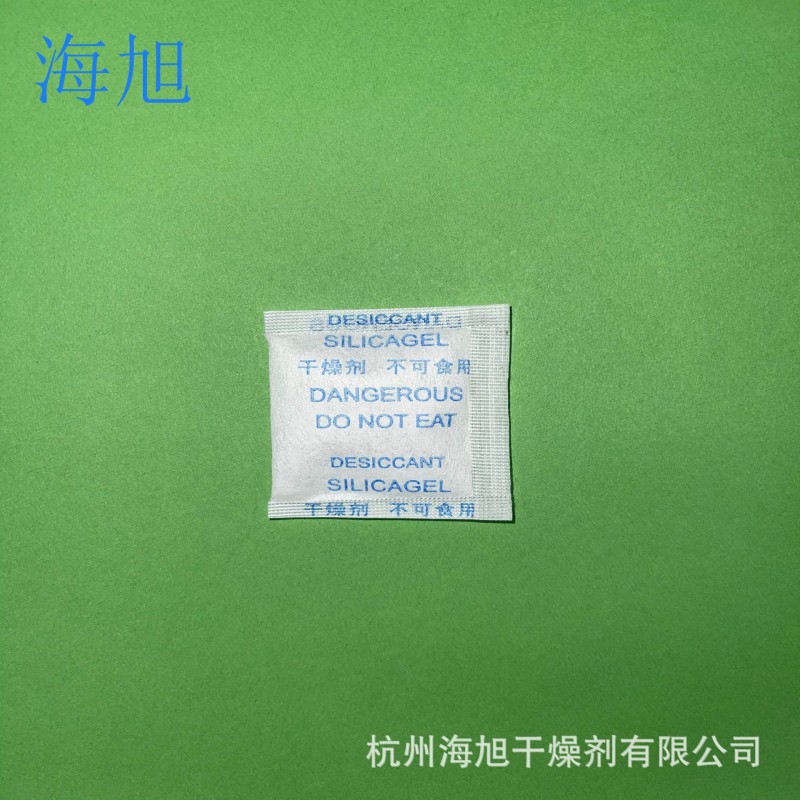 海旭
DESICCANT
SILICAGEL
干燥剂 不可食用
DANGEROUS
DO NOT EAT
DESICCANT
SILICAGEL
干燥剂 不可食用
杭州海旭干燥剂有限公司